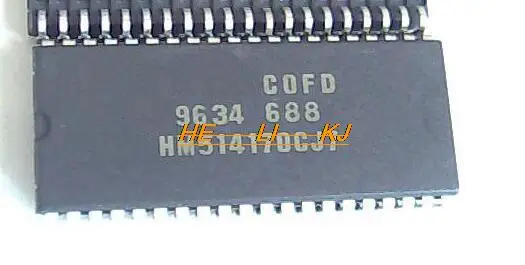 COFD
9634 688
HE LI KJ
HM514170CJ7